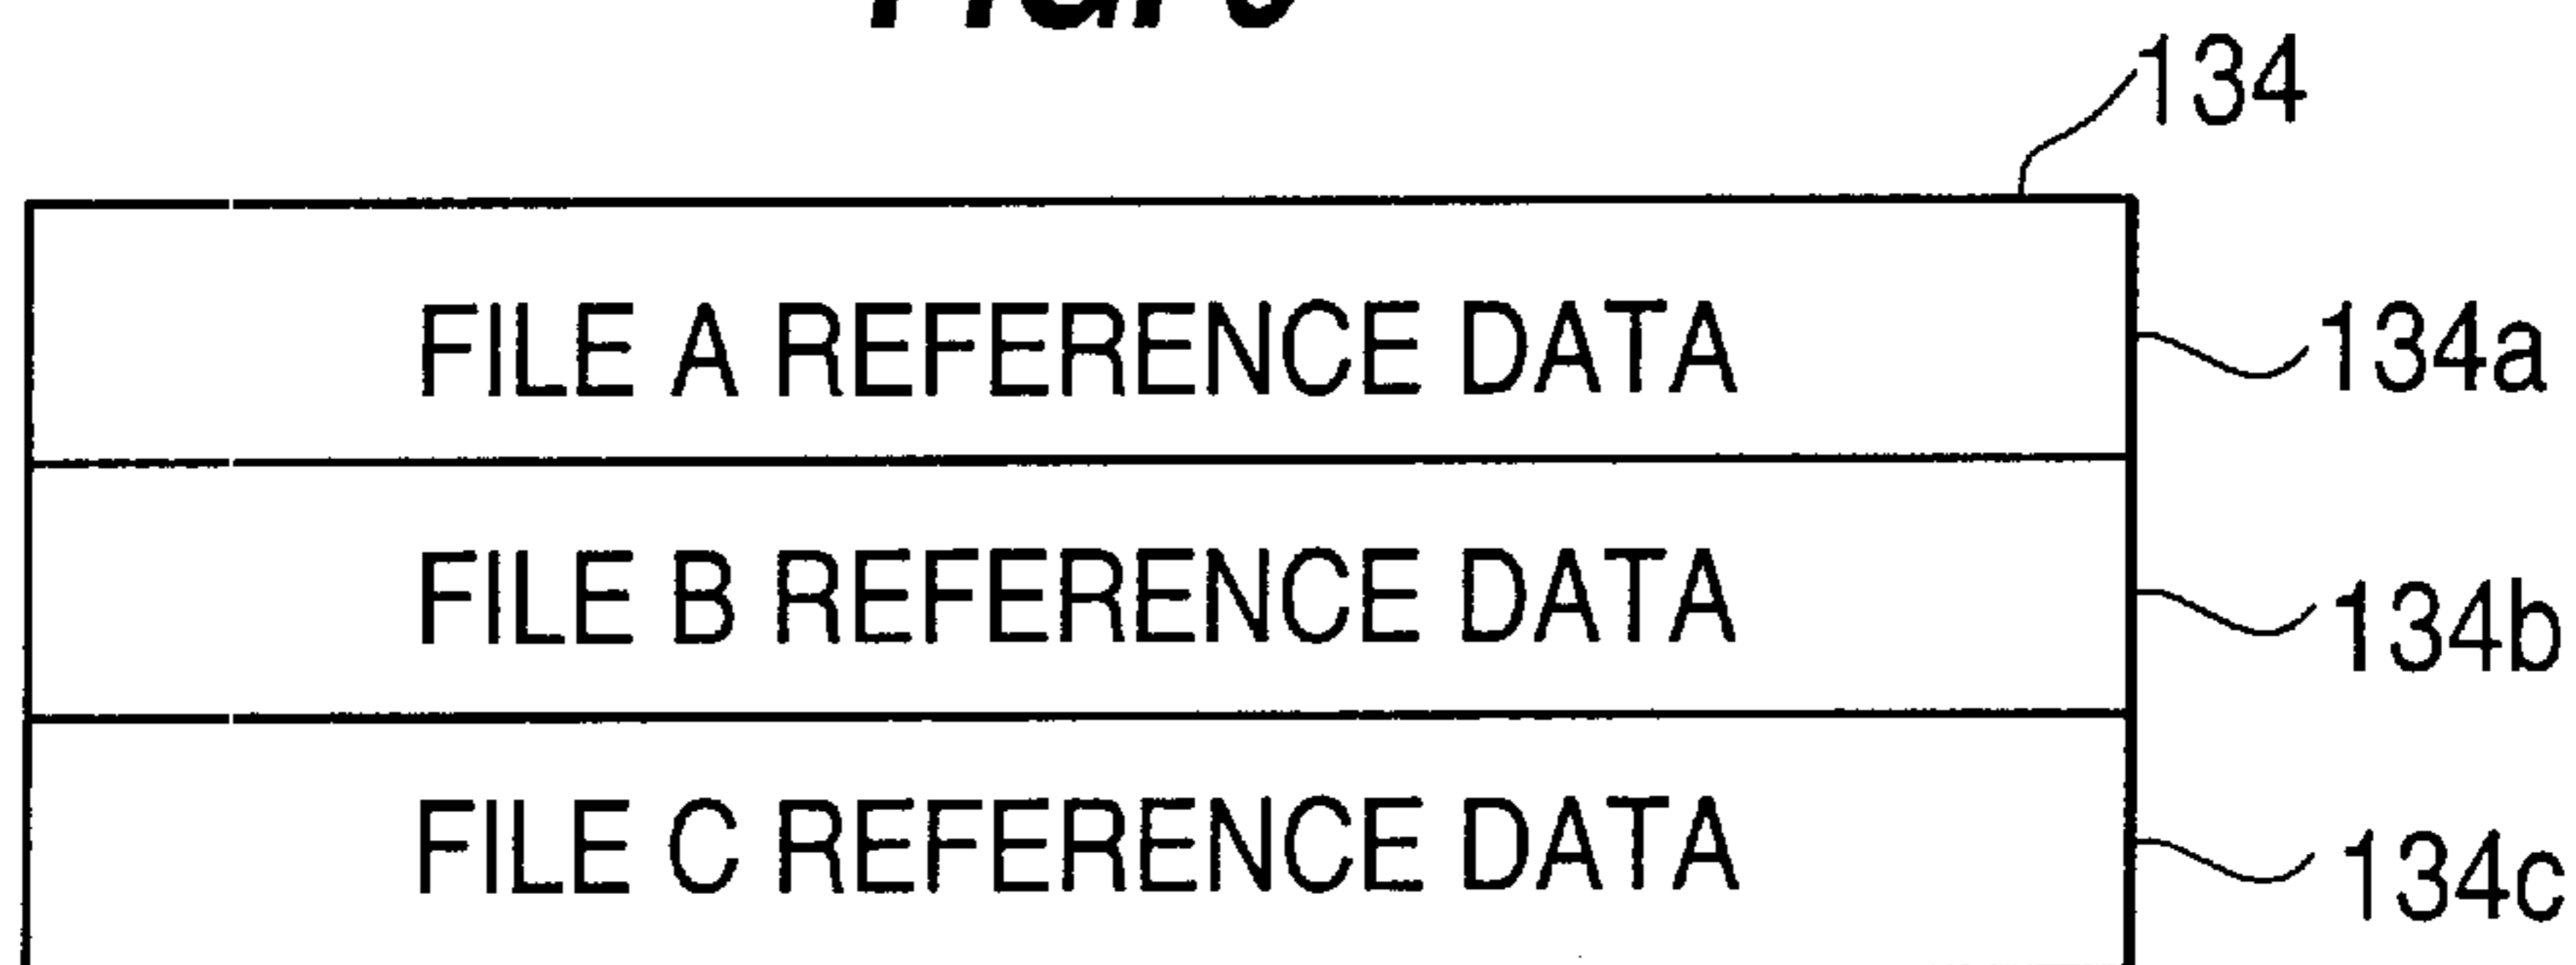 134
FILE A REFERENCE DATA 134a
FILE B REFERENCE DATA 134b
FILE C REFERENCE DATA 134c